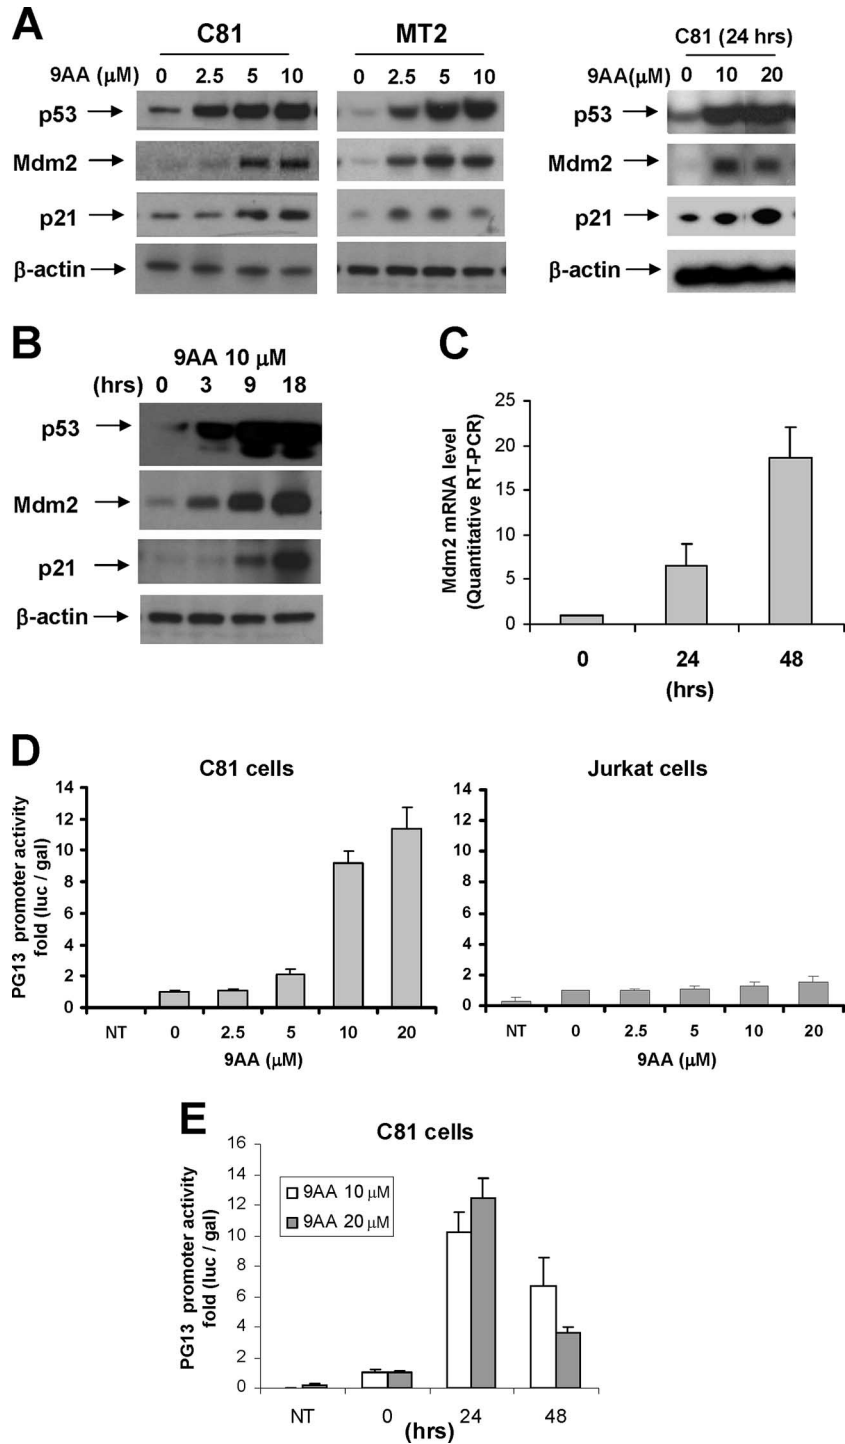 A
C81
9AA (μM) 0 2.5 5 10
MT2
0 2.5 5 10
C81 (24 hrs)
9AA(μM) 0 10 20
p53
Mdm2
p21
β-actin
p53
Mdm2
p21
β-actin
B
9AA 10 μM
(hrs) 0 3 9 18
p53
Mdm2
p21
β-actin
C
Mdm2 mRNA level
(Quantitative RT-PCR)
25
20
15
10
5
0
0 24 48
(hrs)
D
C81 cells
PG13 promoter activity
fold (luc / gal)
14
12
10
8
6
4
2
0
NT 0 2.5 5 10 20
9AA (μM)
Jurkat cells
14
12
10
8
6
4
2
0
NT 0 2.5 5 10 20
9AA (μM)
E
C81 cells
PG13 promoter activity
fold (luc / gal)
16
14
12
10
8
6
4
2
0
9AA 10 μM
9AA 20 μM
NT 0 24 48
(hrs)